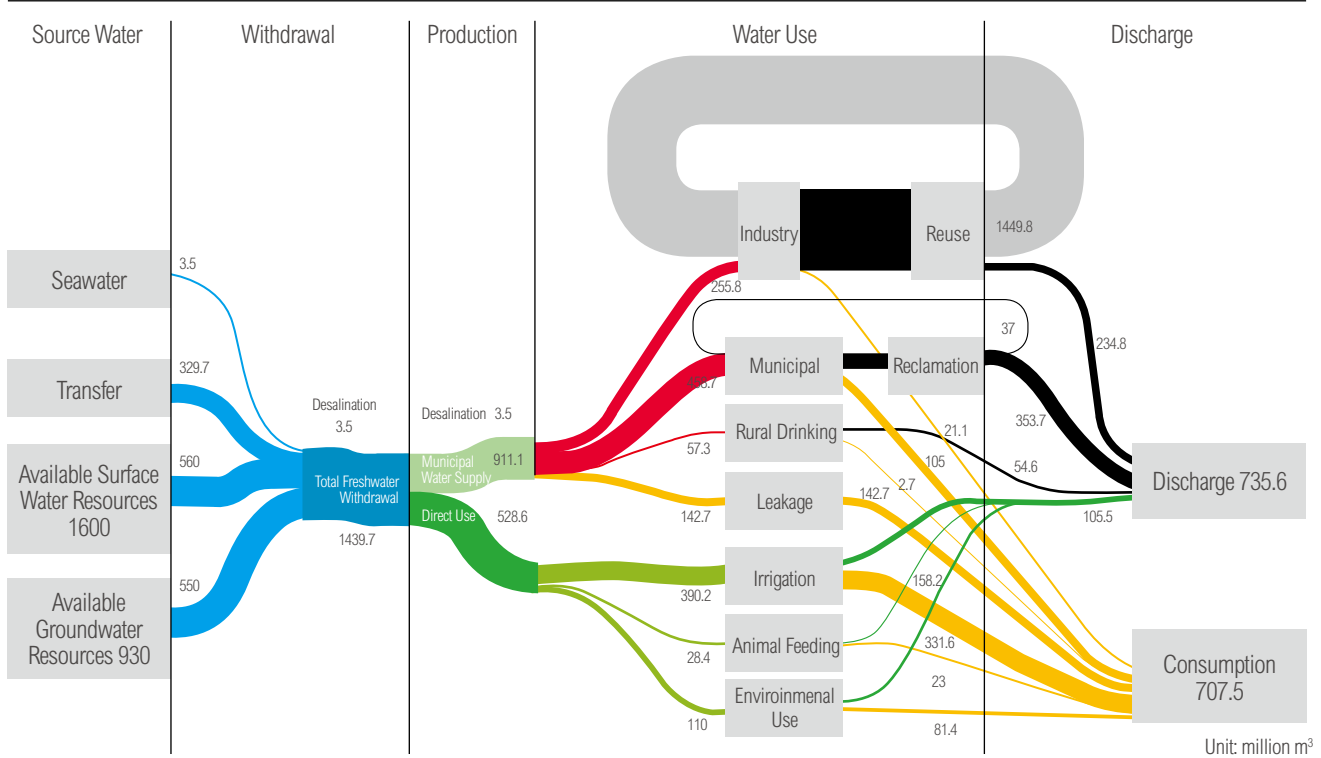 Source Water
Withdrawal
Production
Water Use
Discharge
Seawater
3.5
Transfer
329.7
Available Surface
Water Resources
1600
560
Available
Groundwater
Resources 930
550
Desalination
3.5
Total Freshwater
Withdrawal
1439.7
Desalination 3.5
Municipal
Water Supply
911.1
Direct Use
528.6
Industry
Reuse
1449.8
255.8
37
Municipal
Reclamation
234.8
353.7
Rural Drinking
57.3
21.1
105
54.6
Leakage
142.7
142.7
2.7
105.5
Irrigation
390.2
158.2
Animal Feeding
28.4
331.6
23
Enviroinmenal
Use
110
81.4
Discharge 735.6
Consumption
707.5
Unit: million m³